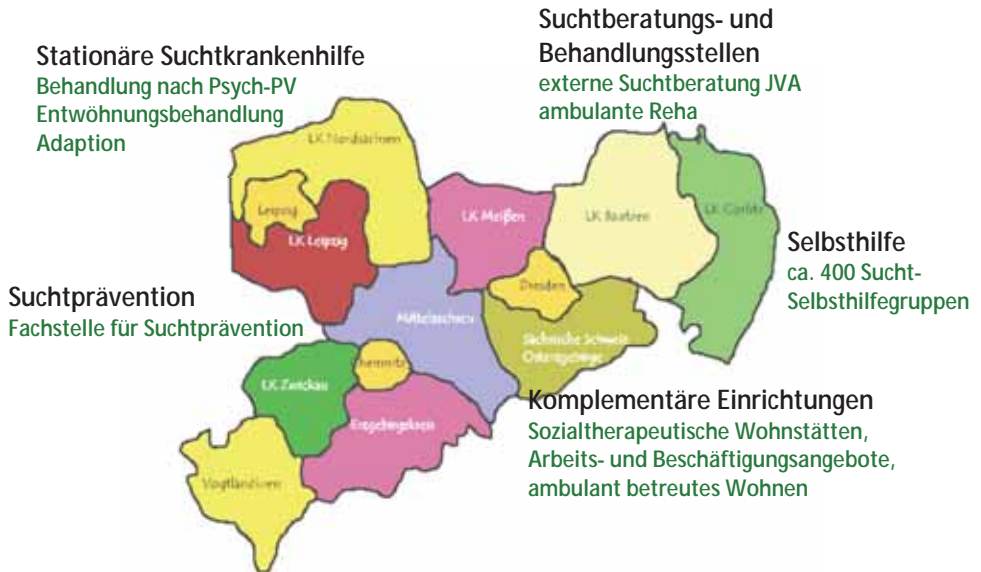 Suchtberatungs- und
Behandlungsstellen
externe Suchtberatung JVA
ambulante Reha
Stationäre Suchtkrankenhilfe
Behandlung nach Psych-PV
Entwöhnungsbehandlung
Adaption
LK Nordsachsen
Leipzig
LK Leipzig
LK Meißen
LK Bautzen
LK Görlitz
Dresden
Selbsthilfe
ca. 400 Sucht-
Selbsthilfegruppen
Suchtprävention
Fachstelle für Suchtprävention
Mittelsachsen
Sächsische Schweiz
Osterzgebirge
Chemnitz
LK Zwickau
Erzgebirgskreis
Vogtlandkreis
Komplementäre Einrichtungen
Sozialtherapeutische Wohnstätten,
Arbeits- und Beschäftigungsangebote,
ambulant betreutes Wohnen